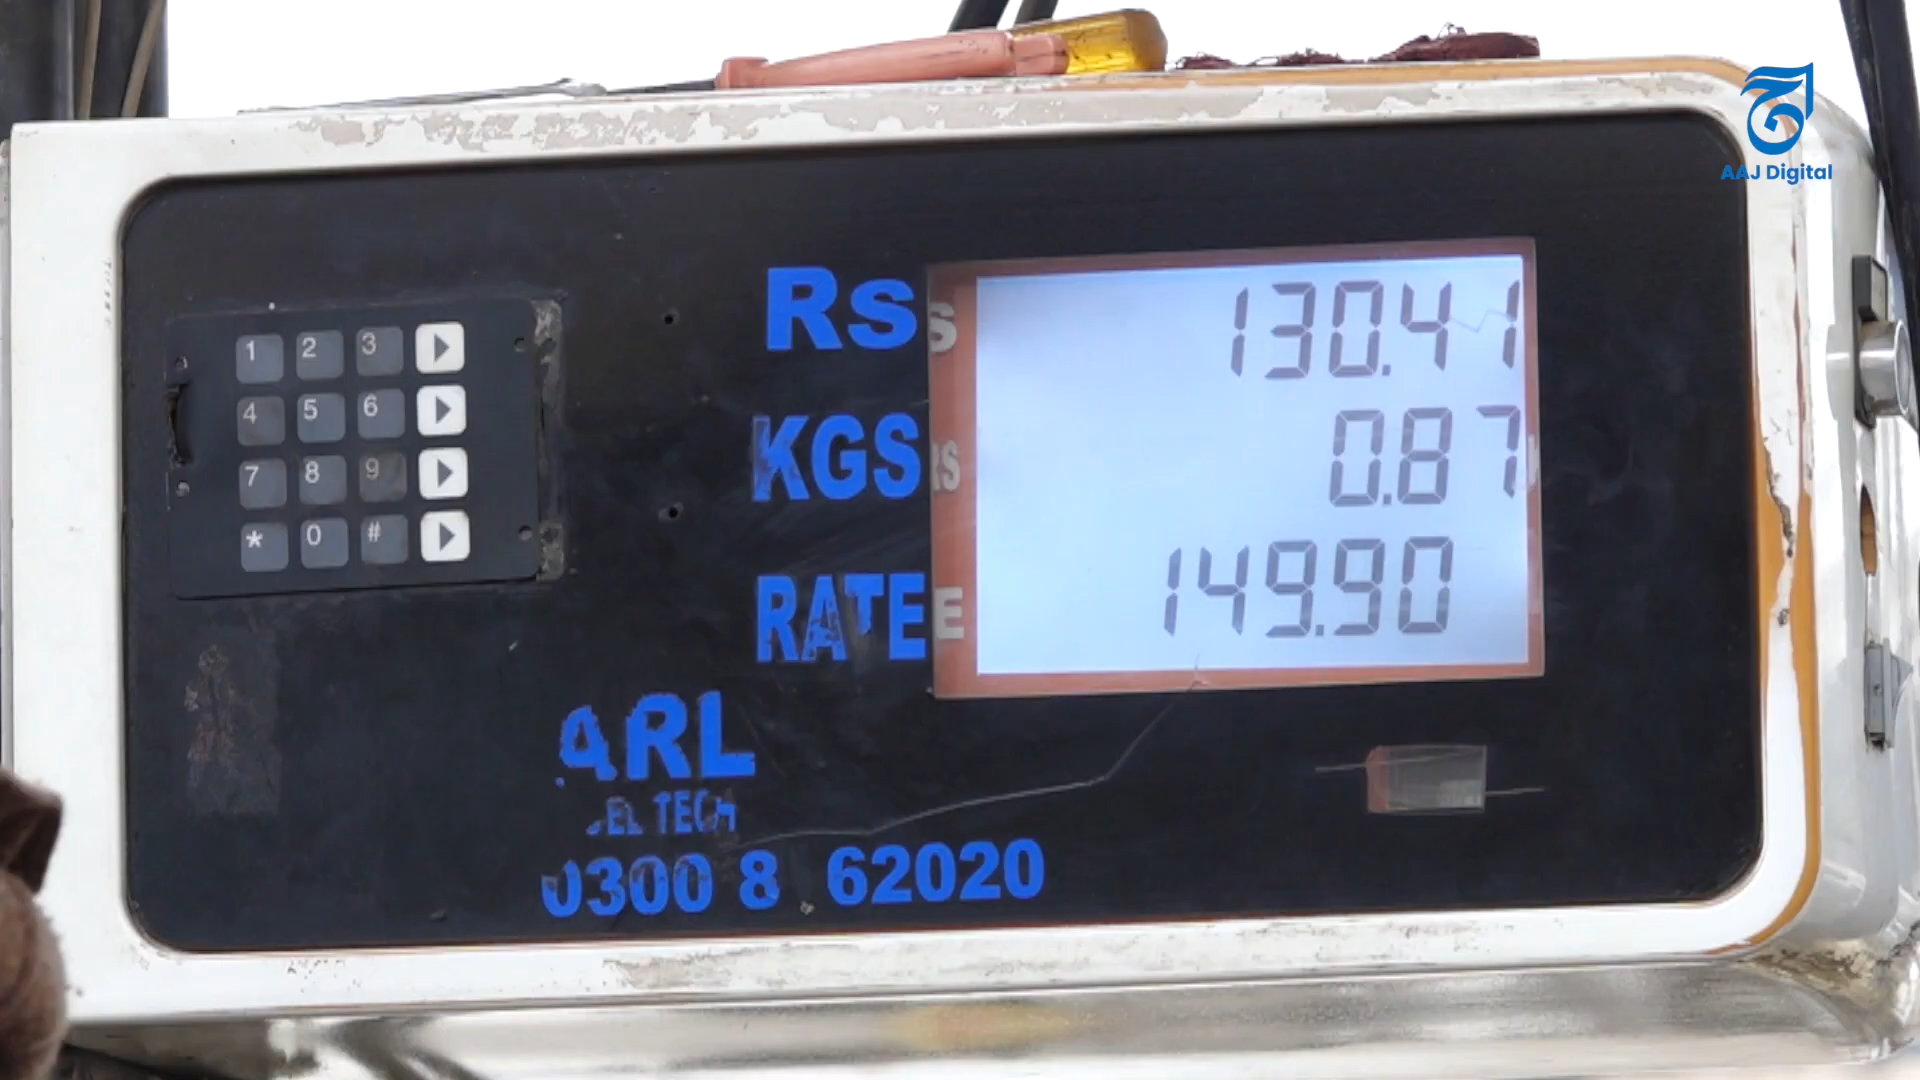 AAJ Digital
1 2 3
4 5 6
7 8 9
* 0 #
Rs 130.41
KGS 0.87
RATE 149.90
ARL
TECH
0300 8 62020